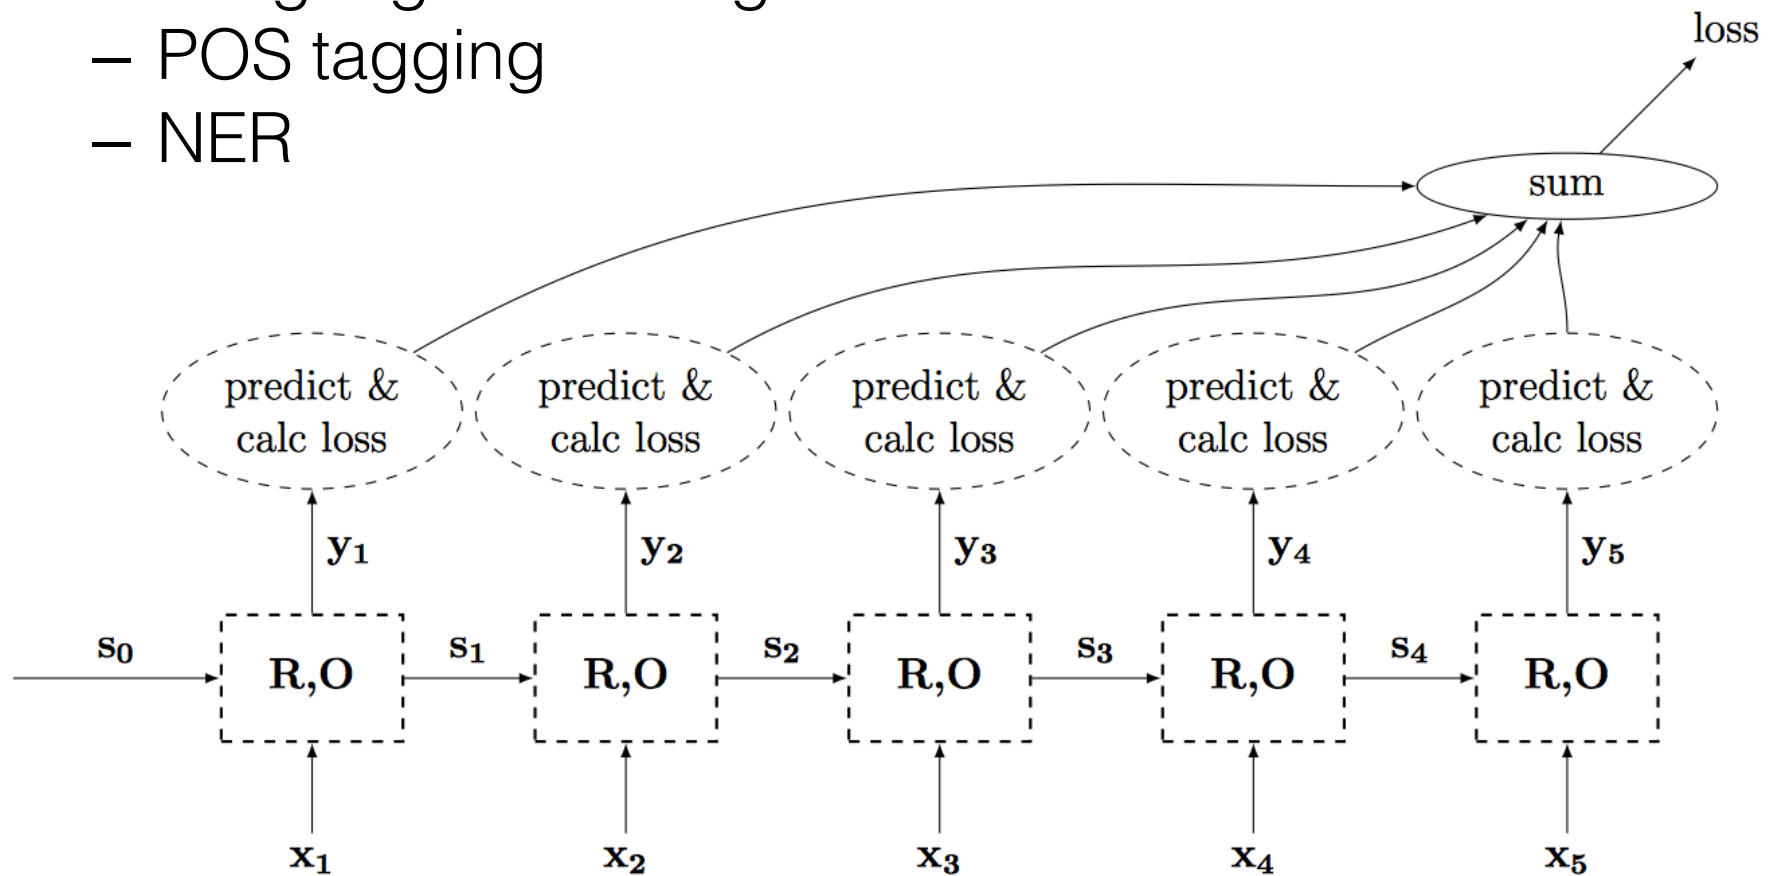 – POS tagging
– NER
loss
sum
predict & calc loss
predict & calc loss
predict & calc loss
predict & calc loss
predict & calc loss
y1 y2 y3 y4 y5
s0 s1 s2 s3 s4
R,O R,O R,O R,O R,O
x1 x2 x3 x4 x5